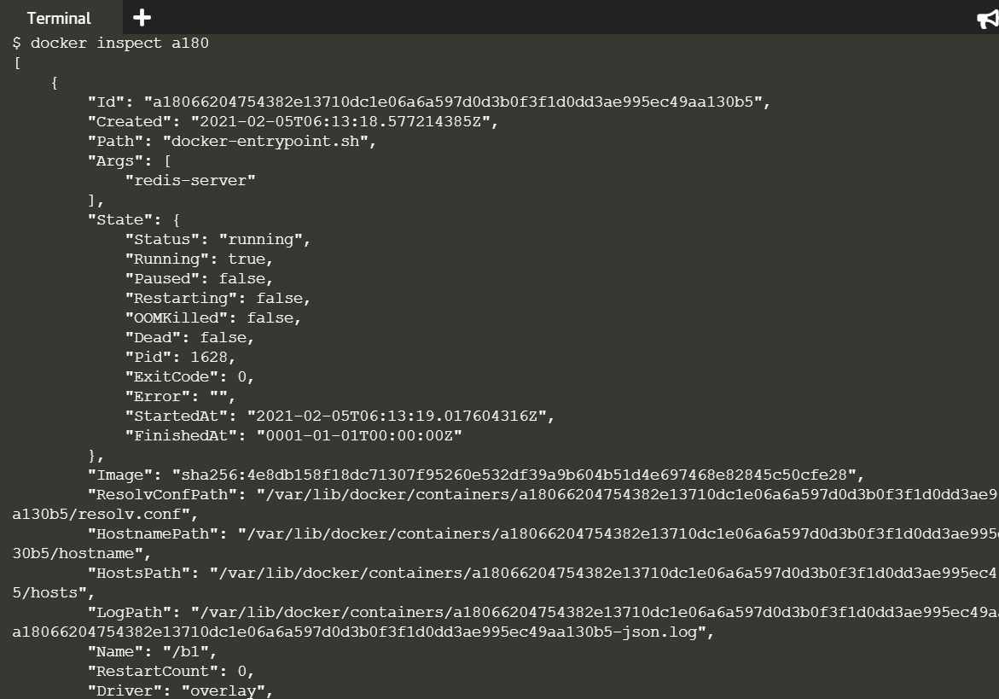 Terminal
$ docker inspect a180
[
    {
        "Id": "a18066204754382e13710dc1e06a6a597d0d3b0f3f1d0dd3ae995ec49aa130b5",
        "Created": "2021-02-05T06:13:18.577214385Z",
        "Path": "docker-entrypoint.sh",
        "Args": [
            "redis-server"
        ],
        "State": {
            "Status": "running",
            "Running": true,
            "Paused": false,
            "Restarting": false,
            "OOMKilled": false,
            "Dead": false,
            "Pid": 1628,
            "ExitCode": 0,
            "Error": "",
            "StartedAt": "2021-02-05T06:13:19.017604316Z",
            "FinishedAt": "0001-01-01T00:00:00Z"
        },
        "Image": "sha256:4e8db158f18dc71307f95260e532df39a9b604b51d4e697468e82845c50cfe28",
        "ResolvConfPath": "/var/lib/docker/containers/a18066204754382e13710dc1e06a6a597d0d3b0f3f1d0dd3ae9
a130b5/resolv.conf",
        "HostnamePath": "/var/lib/docker/containers/a18066204754382e13710dc1e06a6a597d0d3b0f3f1d0dd3ae995
30b5/hostname",
        "HostsPath": "/var/lib/docker/containers/a18066204754382e13710dc1e06a6a597d0d3b0f3f1d0dd3ae995ec4
5/hosts",
        "LogPath": "/var/lib/docker/containers/a18066204754382e13710dc1e06a6a597d0d3b0f3f1d0dd3ae995ec49a
a18066204754382e13710dc1e06a6a597d0d3b0f3f1d0dd3ae995ec49aa130b5-json.log",
        "Name": "/b1",
        "RestartCount": 0,
        "Driver": "overlay",